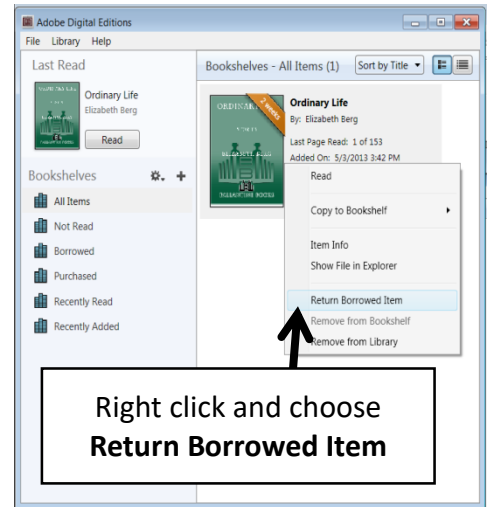 Adobe Digital Editions
File Library Help
Last Read
Ordinary Life
Elizabeth Berg
Read
Bookshelves
All Items
Not Read
Borrowed
Purchased
Recently Read
Recently Added
Bookshelves - All Items (1) Sort by Title
ORDINARY
2 weeks
Ordinary Life
By: Elizabeth Berg
Last Page Read: 1 of 153
Added On: 5/3/2013 3:42 PM
Read
Copy to Bookshelf
Item Info
Show File in Explorer
Return Borrowed Item
Remove from Bookshelf
Remove from Library
Right click and choose
Return Borrowed Item